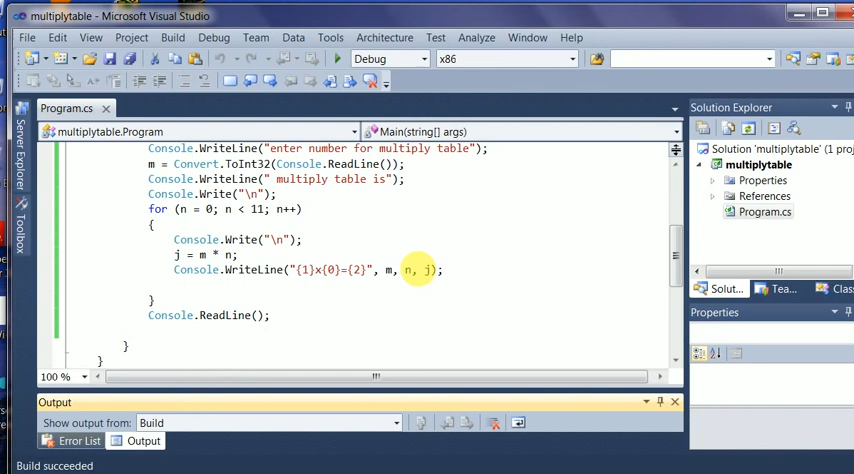 multiplytable - Microsoft Visual Studio
File Edit View Project Build Debug Team Data Tools Architecture Test Analyze Window Help
Debug x86
Program.cs
Solution Explorer
multiplytable.Program Main(string[] args)
Server Explorer
Toolbox
Console.WriteLine("enter number for multiply table");
m = Convert.ToInt32(Console.ReadLine());
Console.WriteLine(" multiply table is");
Console.Write("\n");
for (n = 0; n < 11; n++)
{
Console.Write("\n");
j = m * n;
Console.WriteLine("{1}x{0}={2}", m, n, j);
}
Console.ReadLine();
}
}
100 %
Solution 'multiplytable' (1 proj
multiplytable
Properties
References
Program.cs
Solut... Tea... Class
Properties
Output
Show output from: Build
Error List Output
Build succeeded